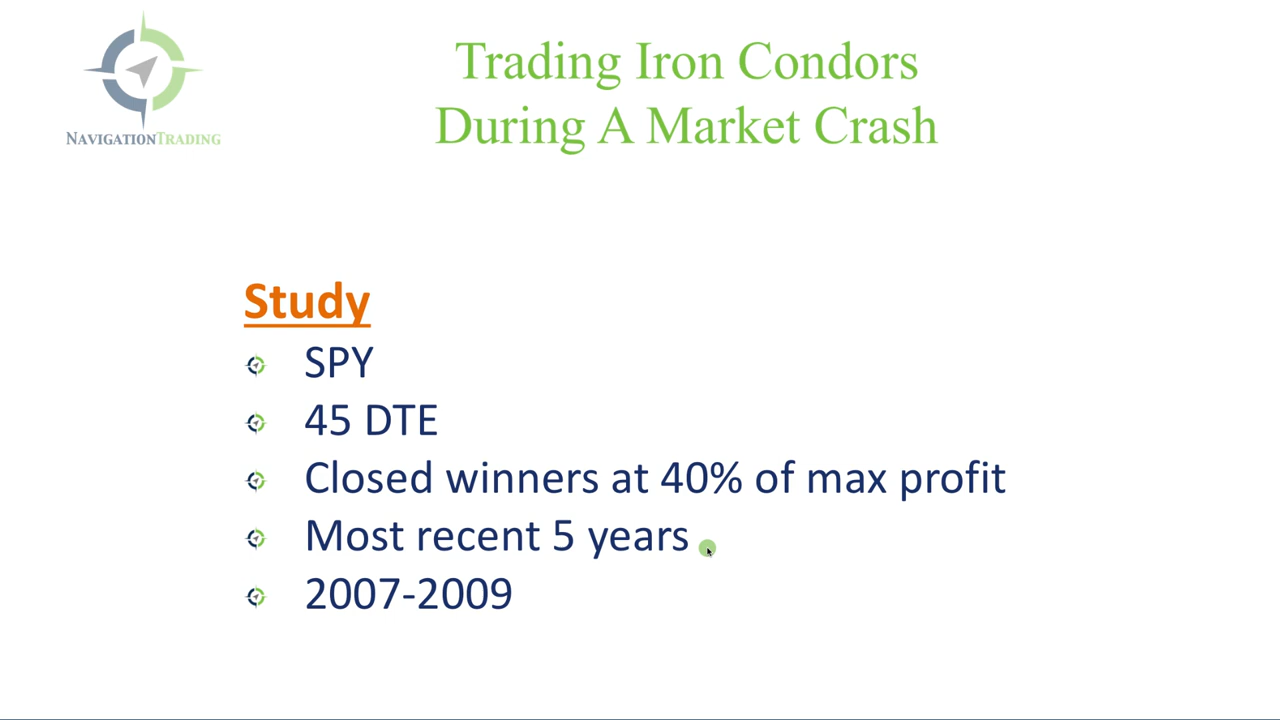 NAVIGATIONTRADING
Trading Iron Condors
During A Market Crash
Study
SPY
45 DTE
Closed winners at 40% of max profit
Most recent 5 years
2007-2009